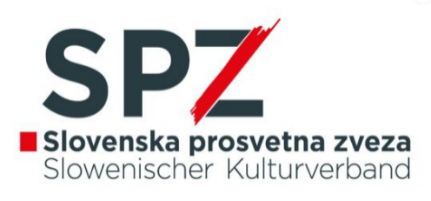 SPZ
Slovenska prosvetna zveza
Slowenischer Kulturverband